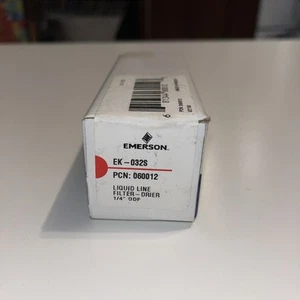 EMERSON
EK-032S
PCN: 060012
LIQUID LINE
FILTER-DRIER
1/4" ODF